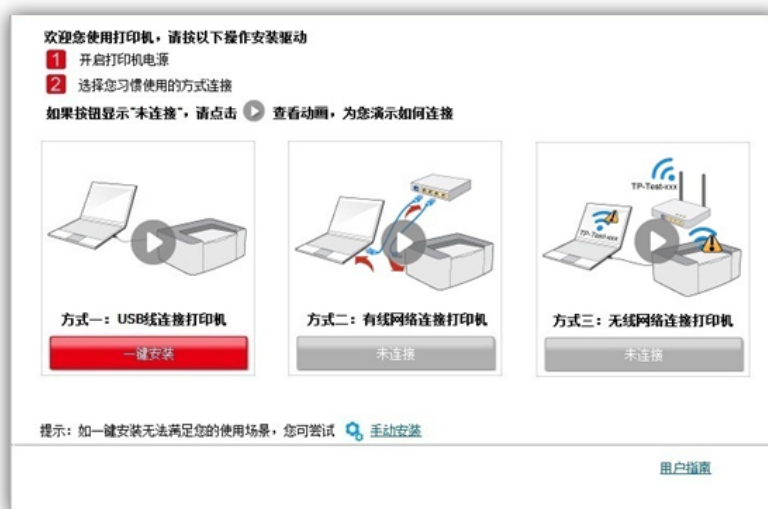 欢迎您使用打印机，请按以下操作安装驱动
1 开启打印机电源
2 选择您习惯使用的方式连接
如果按钮显示"未连接"，请点击 查看动画，为您演示如何连接
TP-Test-xxx
TP-Test-xxx
方式一：USB线连接打印机
方式二：有线网络连接打印机
方式三：无线网络连接打印机
一键安装
未连接
未连接
提示：如一键安装无法满足您的使用场景，您可尝试 手动安装
用户指南